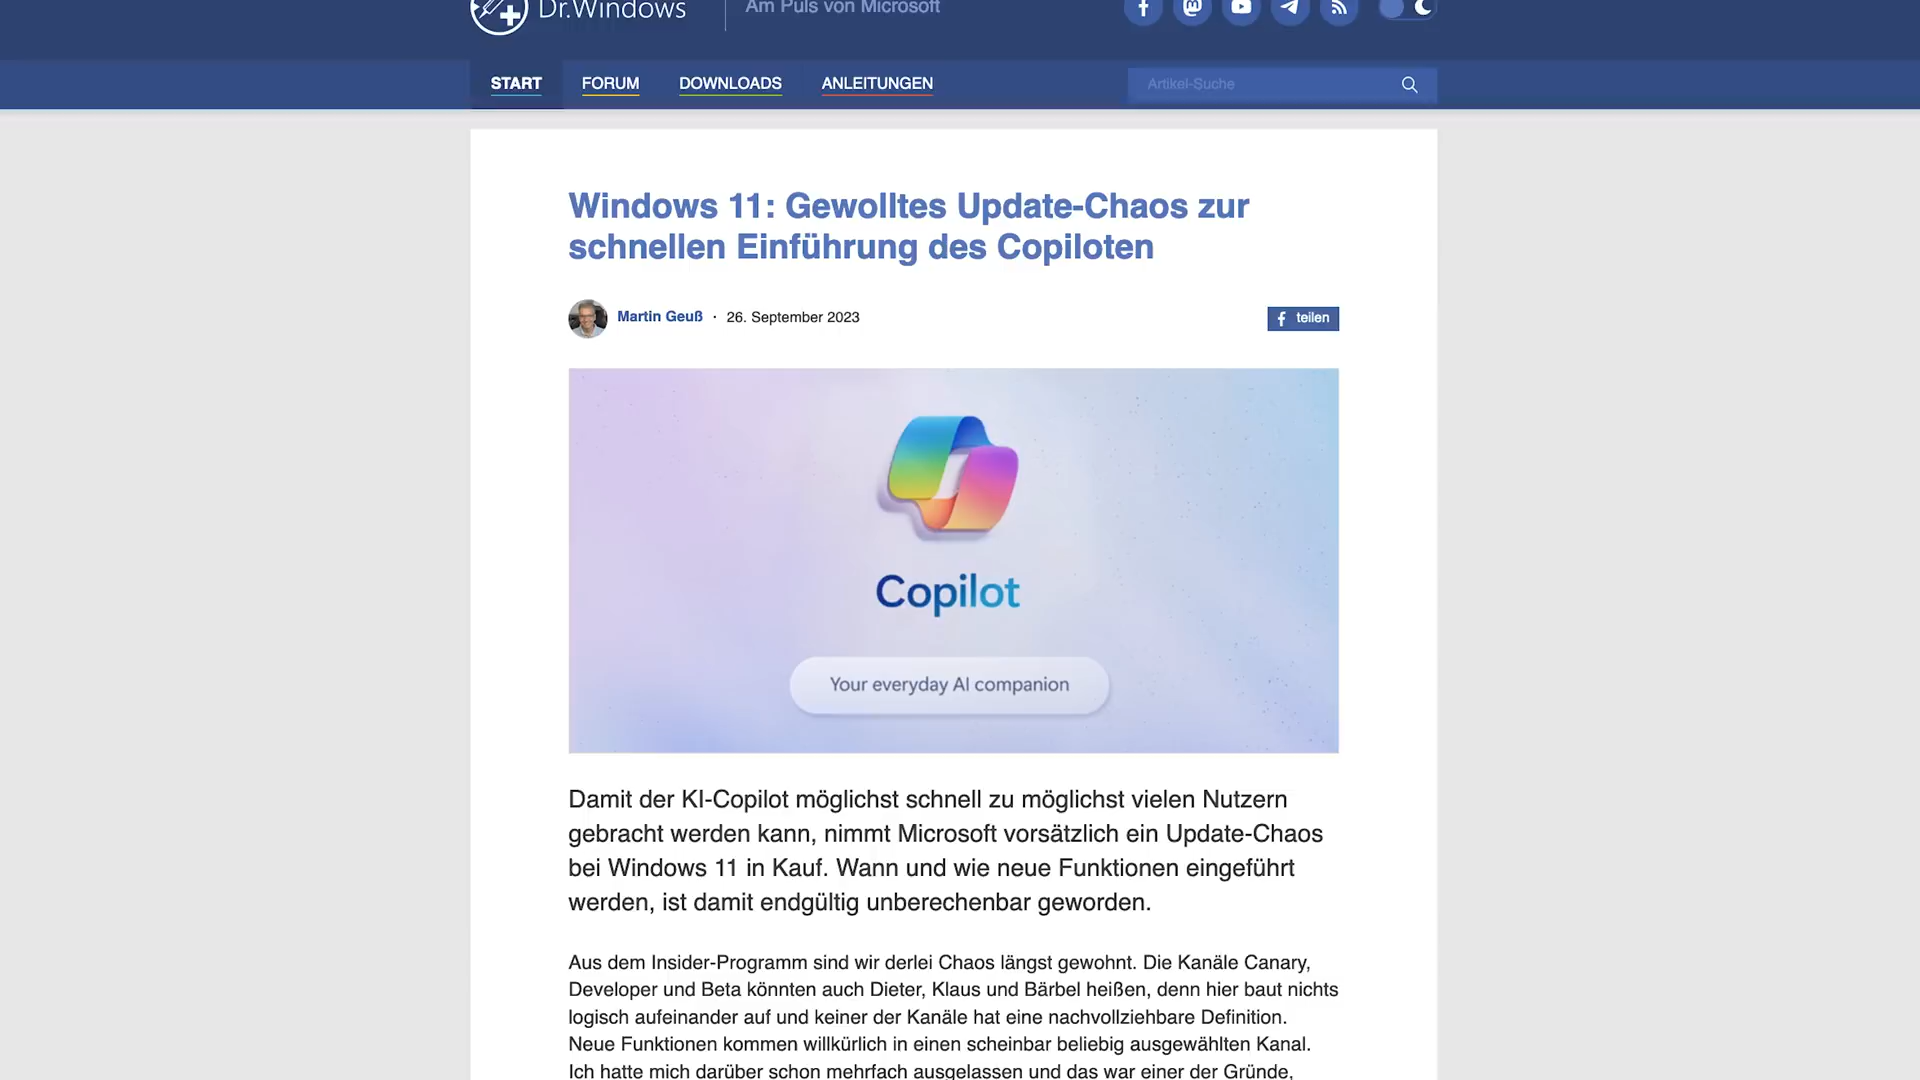 Dr.Windows
Am Puls von Microsoft
START
FORUM
DOWNLOADS
ANLEITUNGEN
Artikel-Suche
Windows 11: Gewolltes Update-Chaos zur
schnellen Einführung des Copiloten
Martin Geuß · 26. September 2023
teilen
Copilot
Your everyday AI companion
Damit der KI-Copilot möglichst schnell zu möglichst vielen Nutzern
gebracht werden kann, nimmt Microsoft vorsätzlich ein Update-Chaos
bei Windows 11 in Kauf. Wann und wie neue Funktionen eingeführt
werden, ist damit endgültig unberechenbar geworden.
Aus dem Insider-Programm sind wir derlei Chaos längst gewohnt. Die Kanäle Canary,
Developer und Beta könnten auch Dieter, Klaus und Bärbel heißen, denn hier baut nichts
logisch aufeinander auf und keiner der Kanäle hat eine nachvollziehbare Definition.
Neue Funktionen kommen willkürlich in einen scheinbar beliebig ausgewählten Kanal.
Ich hatte mich darüber schon mehrfach ausgelassen und das war einer der Gründe,